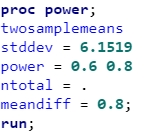 proc power;
twosamplemeans
stddev = 6.1519
power = 0.6 0.8
ntotal = .
meandiff = 0.8;
run;